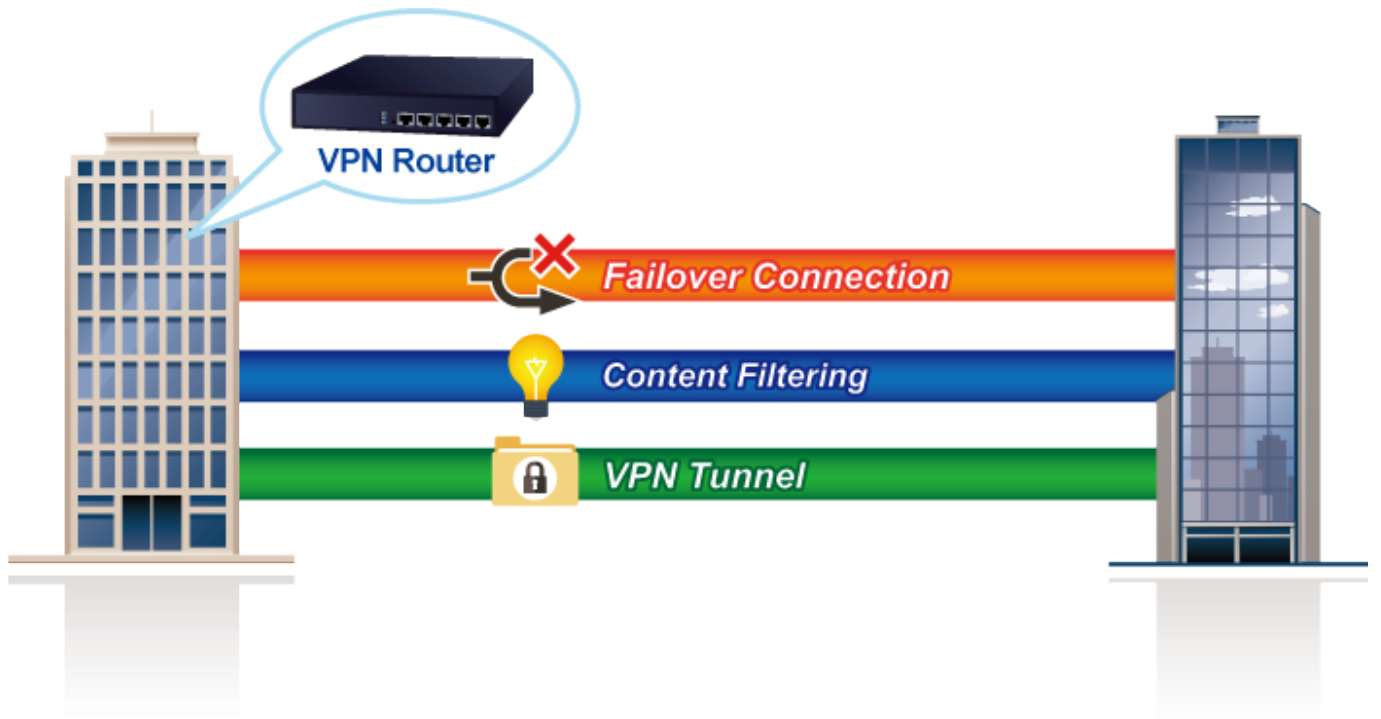 VPN Router
Failover Connection
Content Filtering
VPN Tunnel